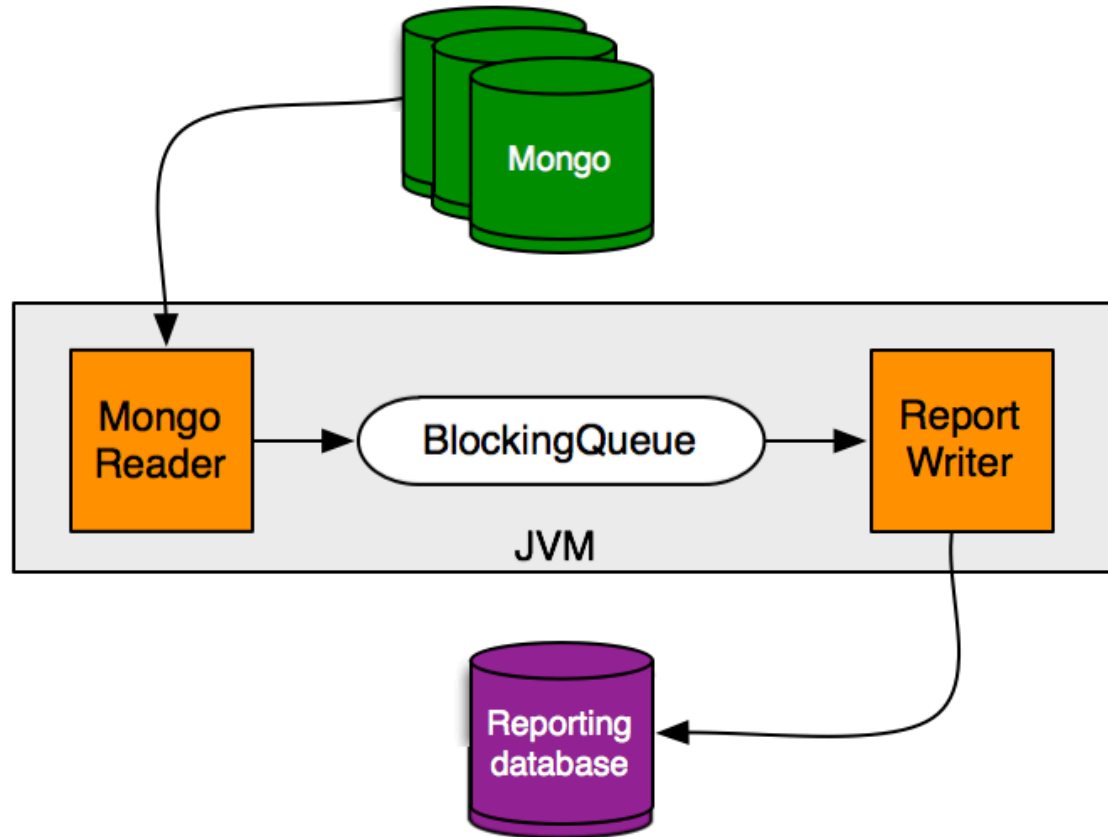 Mongo
Mongo
Reader
BlockingQueue
Report
Writer
JVM
Reporting
database